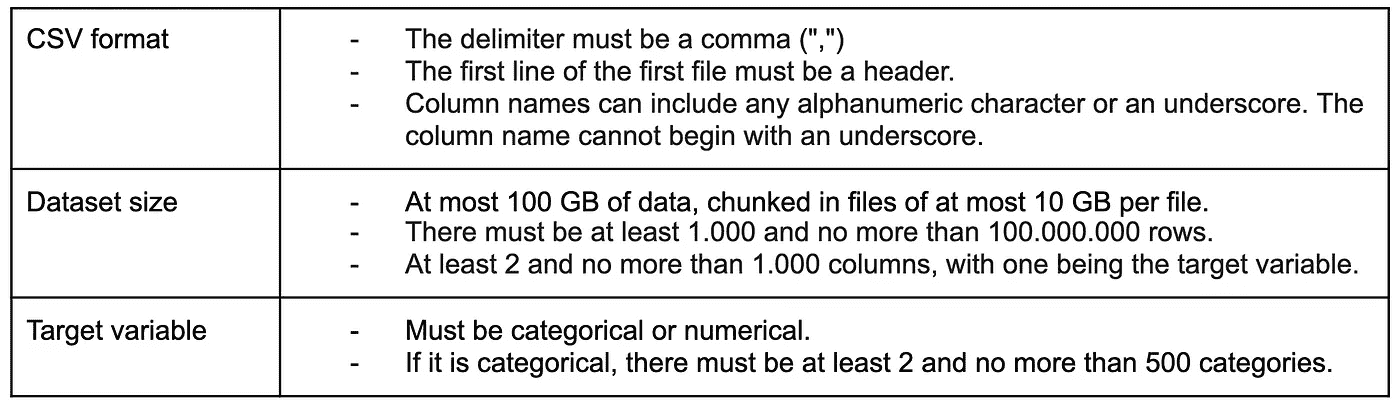 CSV format
- The delimiter must be a comma (",")
- The first line of the first file must be a header.
- Column names can include any alphanumeric character or an underscore. The
column name cannot begin with an underscore.
Dataset size
- At most 100 GB of data, chunked in files of at most 10 GB per file.
- There must be at least 1.000 and no more than 100.000.000 rows.
- At least 2 and no more than 1.000 columns, with one being the target variable.
Target variable
- Must be categorical or numerical.
- If it is categorical, there must be at least 2 and no more than 500 categories.